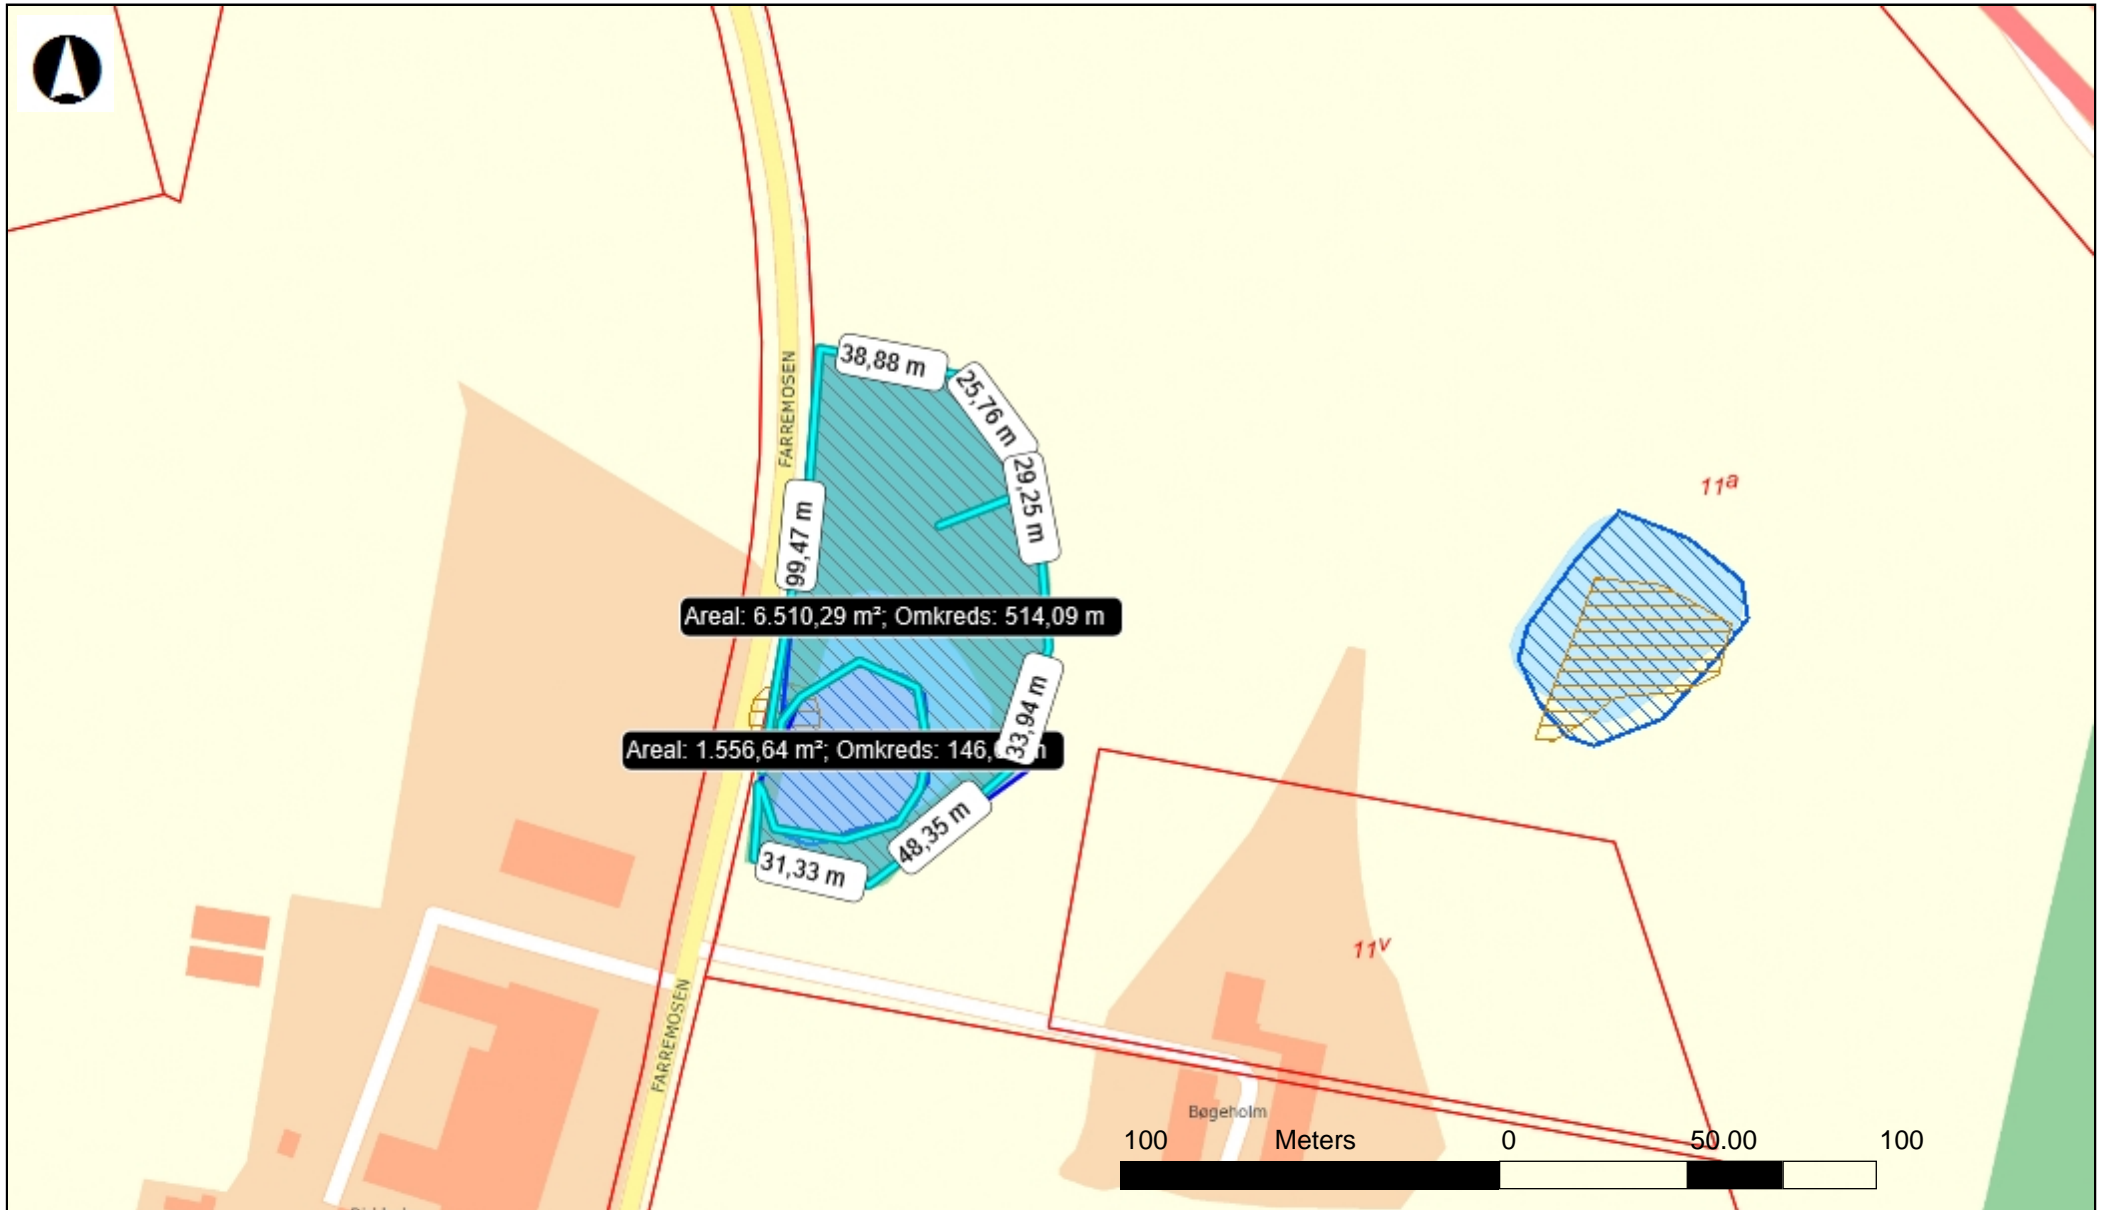 38,88 m
25,76 m
FARREMOSEN
29,25 m
11a
99,47 m
Areal: 6.510,29 m²; Omkreds: 514,09 m
33,94 m
Areal: 1.556,64 m²; Omkreds: 146, m
48,35 m
31,33 m
11v
FARREMOSEN
Bøgeholm
100 Meters 0 50.00 100